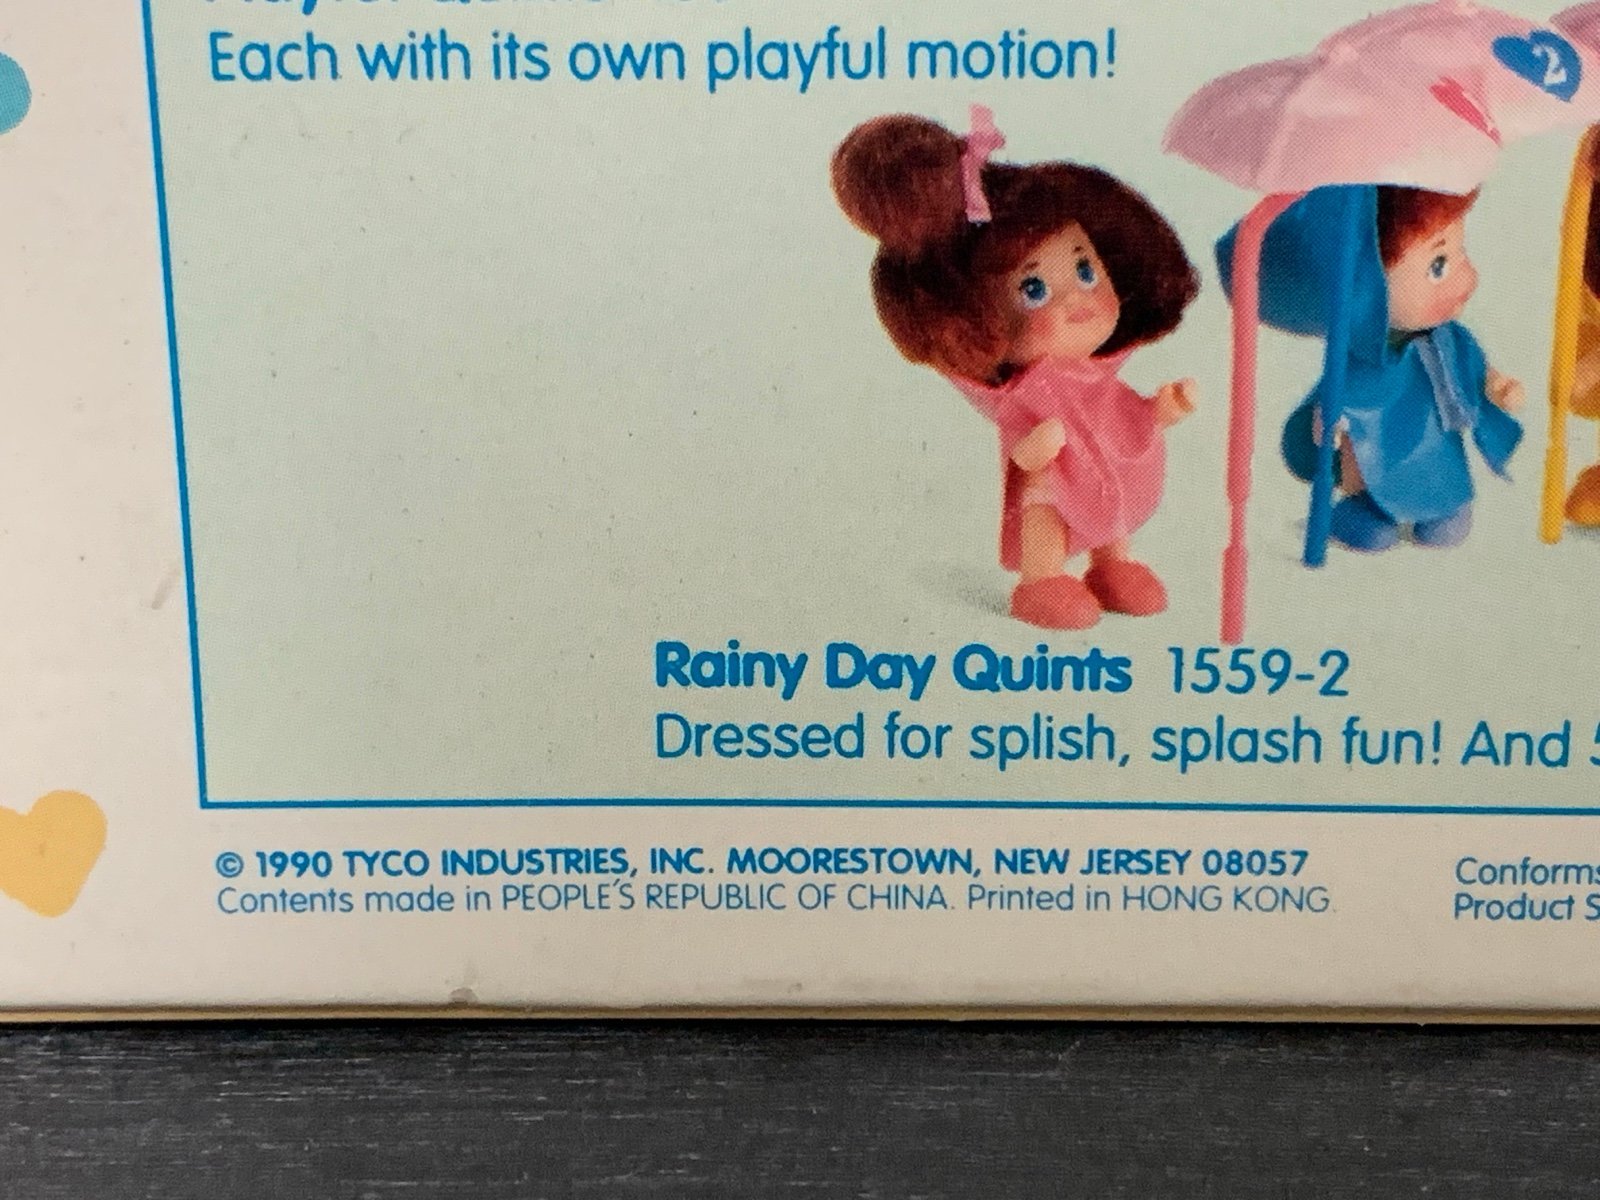 Each with its own playful motion!
2
Rainy Day Quints 1559-2
Dressed for splish, splash fun! And
© 1990 TYCO INDUSTRIES, INC. MOORESTOWN, NEW JERSEY 08057
Contents made in PEOPLE'S REPUBLIC OF CHINA. Printed in HONG KONG.
Conforms
Product